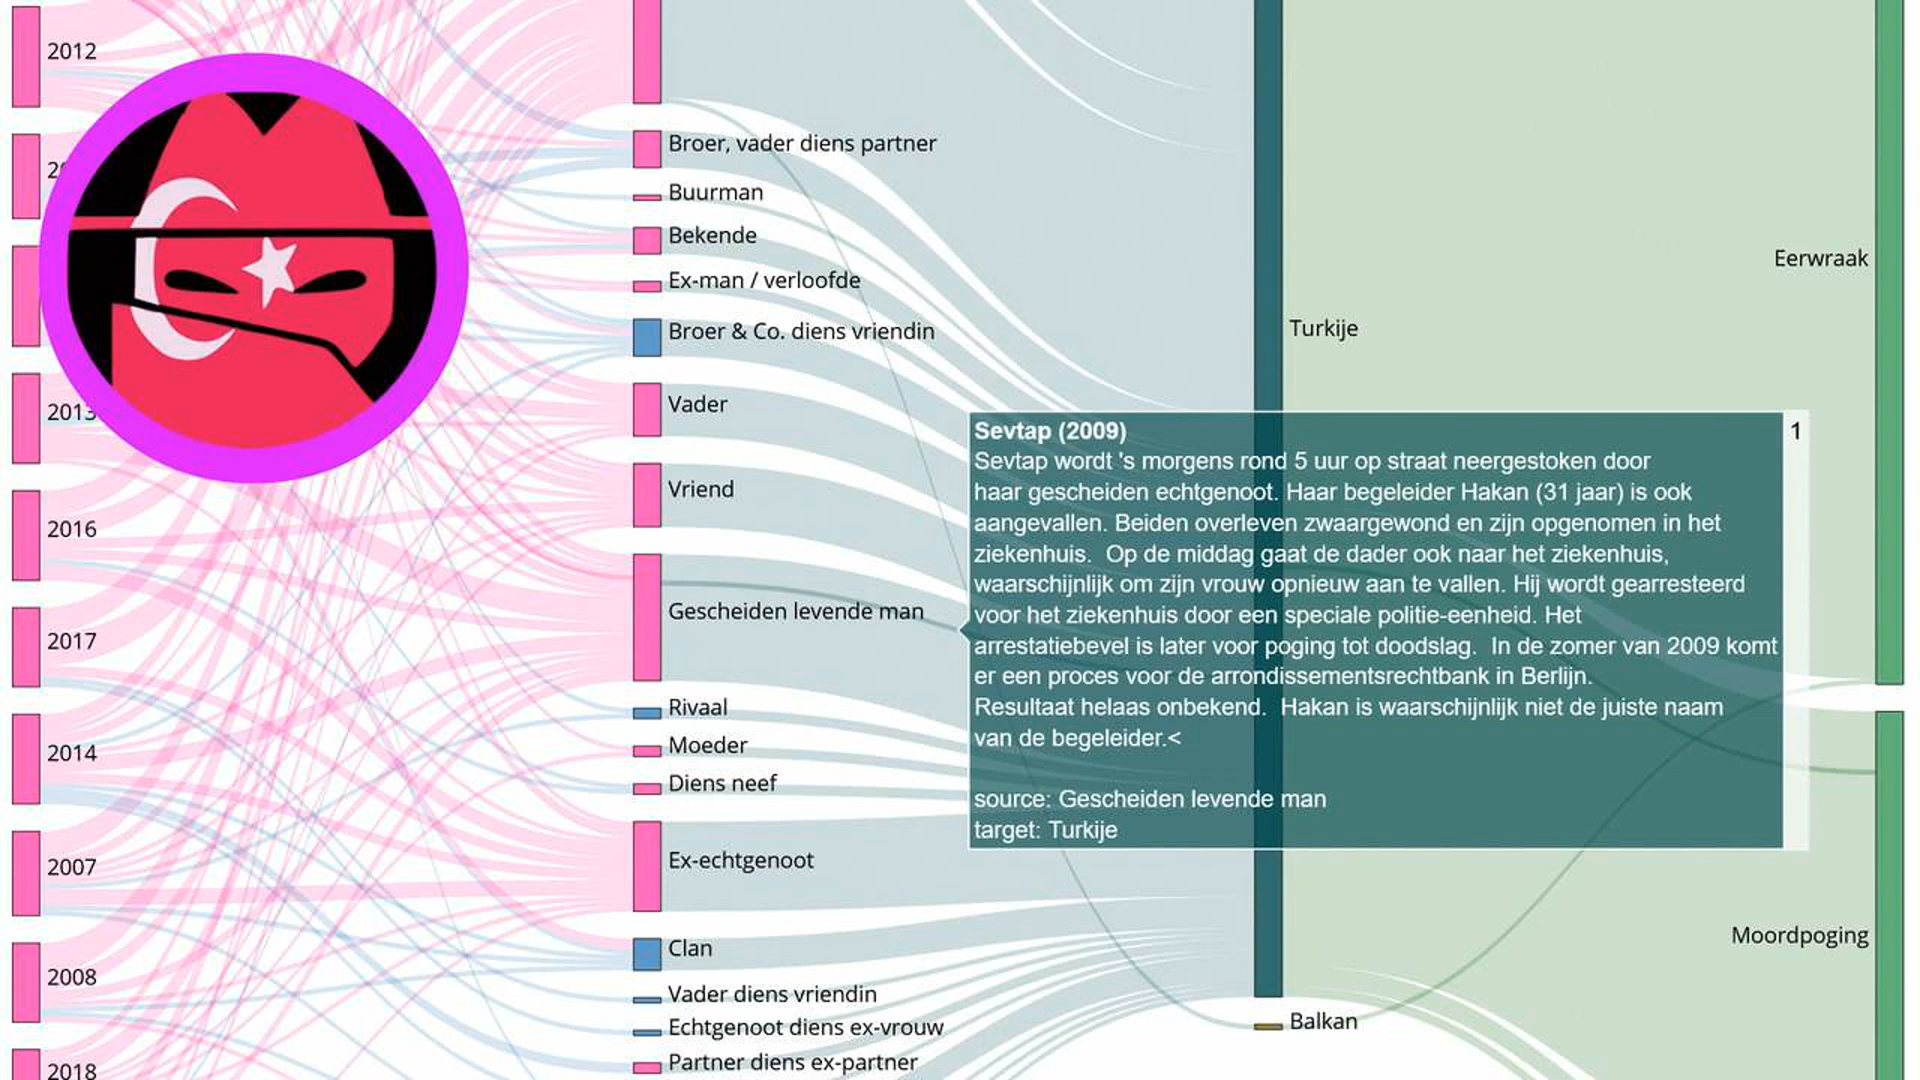 2012
2013
2016
2017
2014
2007
2008
2018
Broer, vader diens partner
Buurman
Bekende
Ex-man / verloofde
Broer & Co. diens vriendin
Vader
Vriend
Gescheiden levende man
Rivaal
Moeder
Diens neef
Ex-echtgenoot
Clan
Vader diens vriendin
Echtgenoot diens ex-vrouw
Partner diens ex-partner
Turkije
Balkan
Eerwraak
Moordpoging
Sevtap (2009)
1
Sevtap wordt 's morgens rond 5 uur op straat neergestoken door
haar gescheiden echtgenoot. Haar begeleider Hakan (31 jaar) is ook
aangevallen. Beiden overleven zwaargewond en zijn opgenomen in het
ziekenhuis.  Op de middag gaat de dader ook naar het ziekenhuis,
waarschijnlijk om zijn vrouw opnieuw aan te vallen. Hij wordt gearresteerd
voor het ziekenhuis door een speciale politie-eenheid. Het
arrestatiebevel is later voor poging tot doodslag.  In de zomer van 2009 komt
er een proces voor de arrondissementsrechtbank in Berlijn.
Resultaat helaas onbekend.  Hakan is waarschijnlijk niet de juiste naam
van de begeleider.<
source: Gescheiden levende man
target: Turkije